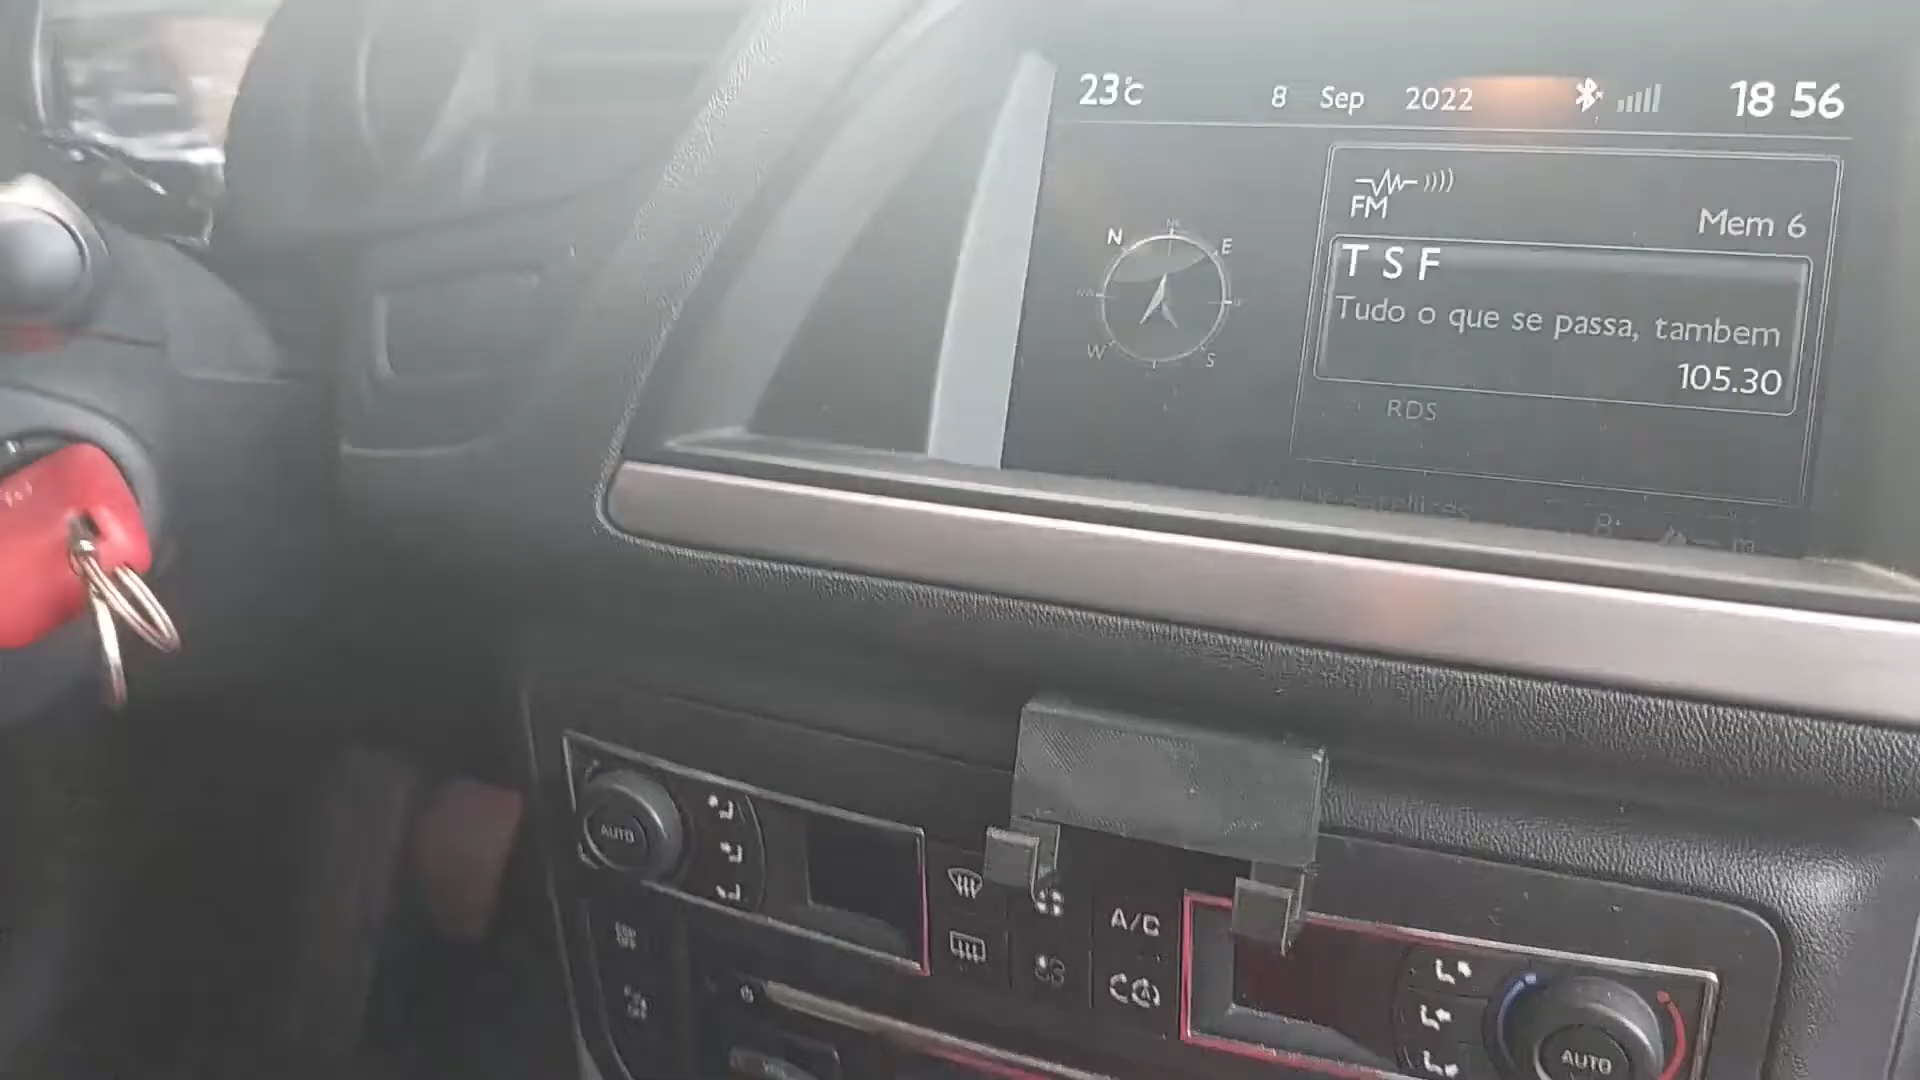 23°C 8 Sep 2022 18 56
FM
Mem 6
T S F
Tudo o que se passa, tambem
105.30
RDS
N
E
W
S
AUTO
A/C
AUTO